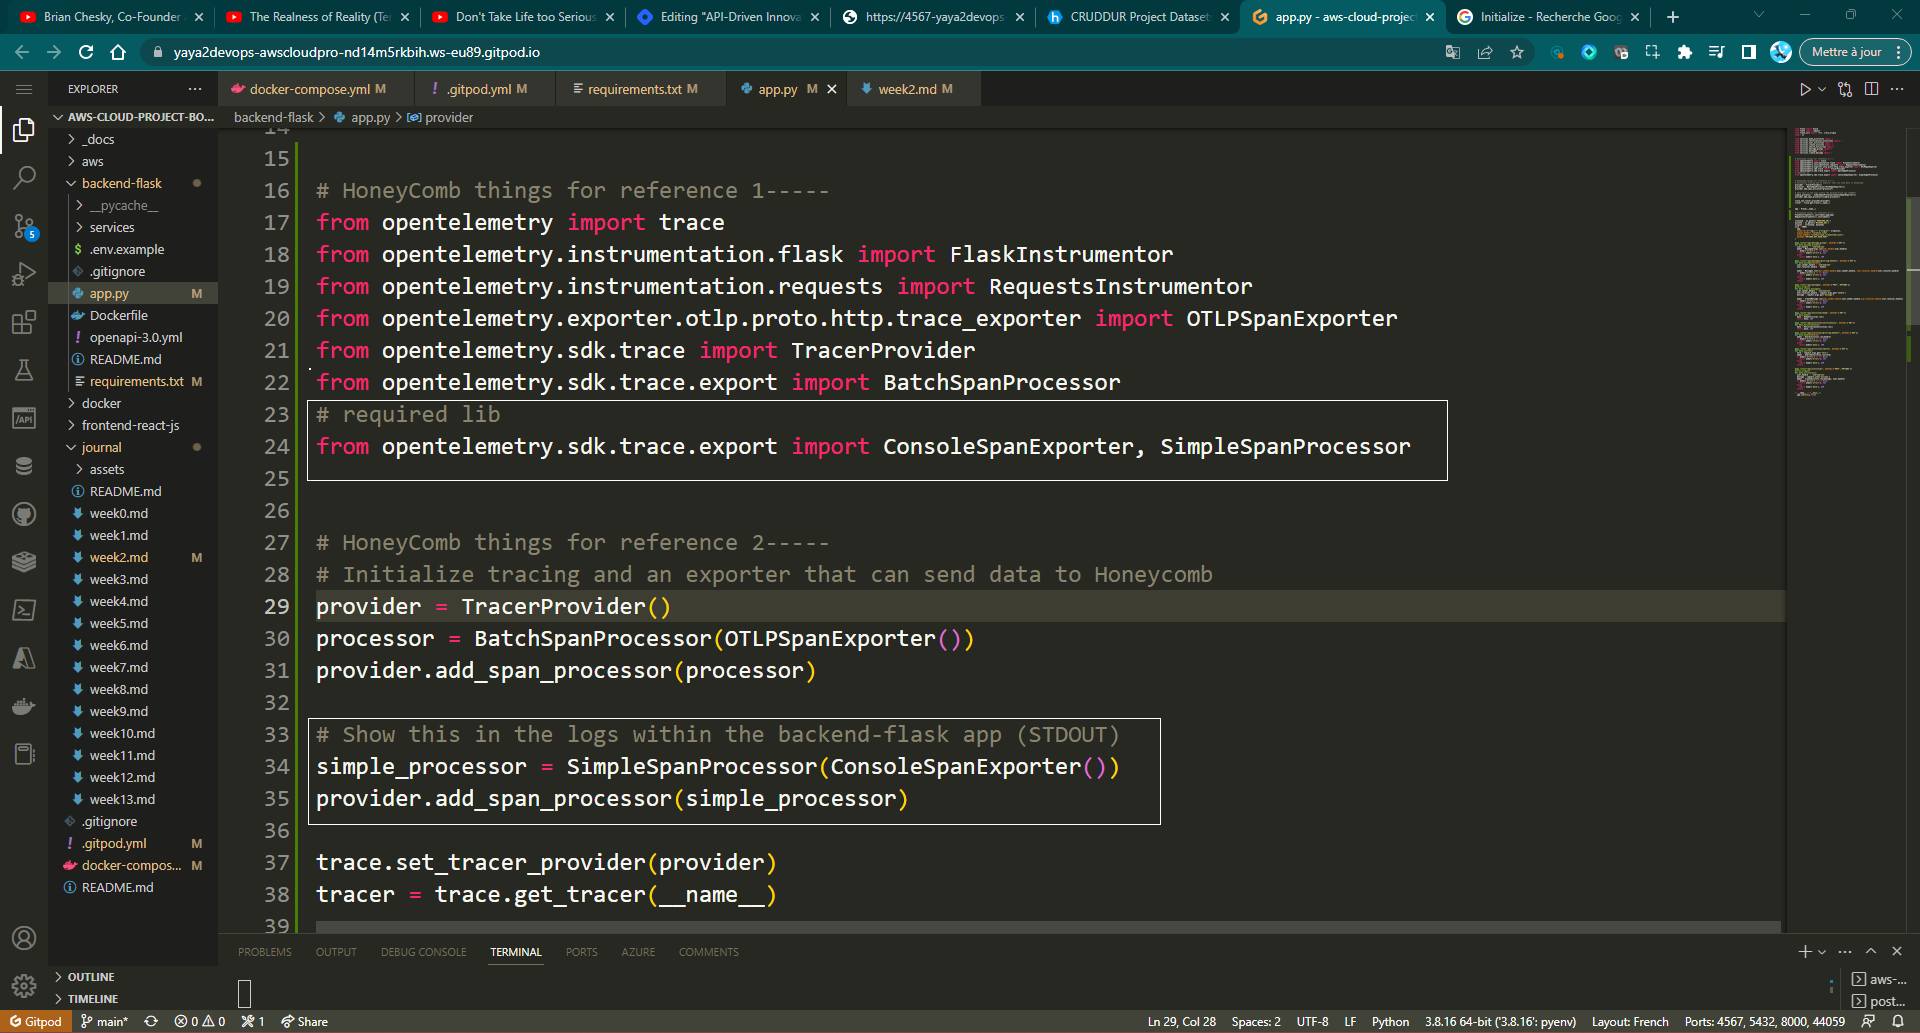 Brian Chesky, Co-Founder
The Realness of Reality (Te
Don't Take Life too Serious
Editing "API-Driven Innova
https://4567-yaya2devops
CRUDDUR Project Dataset
app.py - aws-cloud-projec
Initialize - Recherche Goog
yaya2devops-awscloudpro-nd14m5rkbih.ws-eu89.gitpod.io
Mettre à jour
EXPLORER
docker-compose.yml M
! .gitpod.yml M
requirements.txt M
app.py M
week2.md M
AWS-CLOUD-PROJECT-BO...
backend-flask > app.py > provider
_docs
aws
backend-flask
__pycache__
services
$ .env.example
.gitignore
app.py M
Dockerfile
! openapi-3.0.yml
README.md
requirements.txt M
docker
frontend-react-js
journal
assets
README.md
week0.md
week1.md
week2.md M
week3.md
week4.md
week5.md
week6.md
week7.md
week8.md
week9.md
week10.md
week11.md
week12.md
week13.md
.gitignore
! .gitpod.yml M
docker-compos... M
README.md
OUTLINE
TIMELINE
5
/API
14
15
16 # HoneyComb things for reference 1-----
17 from opentelemetry import trace
18 from opentelemetry.instrumentation.flask import FlaskInstrumentor
19 from opentelemetry.instrumentation.requests import RequestsInstrumentor
20 from opentelemetry.exporter.otlp.proto.http.trace_exporter import OTLPSpanExporter
21 from opentelemetry.sdk.trace import TracerProvider
22 from opentelemetry.sdk.trace.export import BatchSpanProcessor
23 # required lib
24 from opentelemetry.sdk.trace.export import ConsoleSpanExporter, SimpleSpanProcessor
25
26
27 # HoneyComb things for reference 2-----
28 # Initialize tracing and an exporter that can send data to Honeycomb
29 provider = TracerProvider()
30 processor = BatchSpanProcessor(OTLPSpanExporter())
31 provider.add_span_processor(processor)
32
33 # Show this in the logs within the backend-flask app (STDOUT)
34 simple_processor = SimpleSpanProcessor(ConsoleSpanExporter())
35 provider.add_span_processor(simple_processor)
36
37 trace.set_tracer_provider(provider)
38 tracer = trace.get_tracer(__name__)
39
PROBLEMS OUTPUT DEBUG CONSOLE TERMINAL PORTS AZURE COMMENTS
aws-...
post...
Gitpod main* 0 0 1 Share
Ln 29, Col 28 Spaces: 2 UTF-8 LF Python 3.8.16 64-bit ('3.8.16': pyenv) Layout: French Ports: 4567, 5432, 8000, 44059